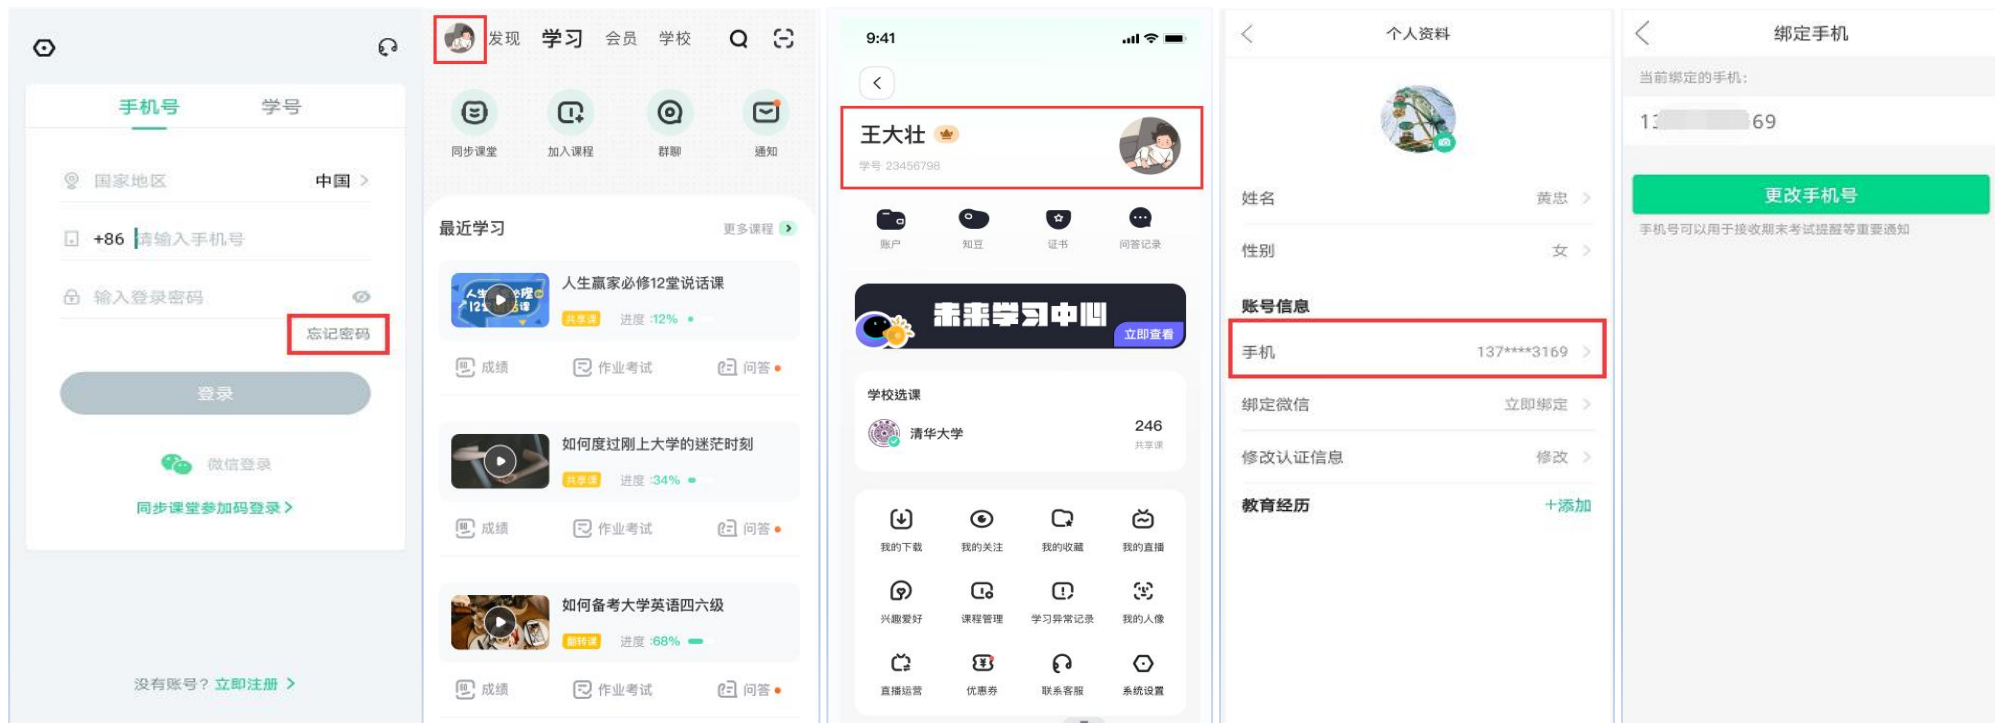 手机号 学号
国家地区 中国 >
+86 请输入手机号
输入登录密码
忘记密码
登录
微信登录
同步课堂参加码登录 >
没有账号？立即注册 >
发现 学习 会员 学校
同步课堂 加入课程 群聊 通知
最近学习 更多课程
人生赢家必修12堂说话课
共享课 进度:12%
成绩 作业考试 问答
如何度过刚上大学的迷茫时刻
共享课 进度:34%
成绩 作业考试 问答
如何备考大学英语四六级
翻转课 进度:68%
成绩 作业考试 问答
9:41
王大壮
学号 23456798
账户 知豆 证书 问答记录
未来学习中心
立即查看
学校选课
清华大学 246
共享课
我的下载 我的关注 我的收藏 我的直播
兴趣爱好 课程管理 学习异常记录 我的人像
直播运营 优惠券 联系客服 系统设置
个人资料
姓名 黄忠 >
性别 女 >
账号信息
手机 137****3169 >
绑定微信 立即绑定 >
修改认证信息 修改 >
教育经历 +添加
绑定手机
当前绑定的手机：
69
更改手机号
手机号可以用于接收期末考试提醒等重要通知